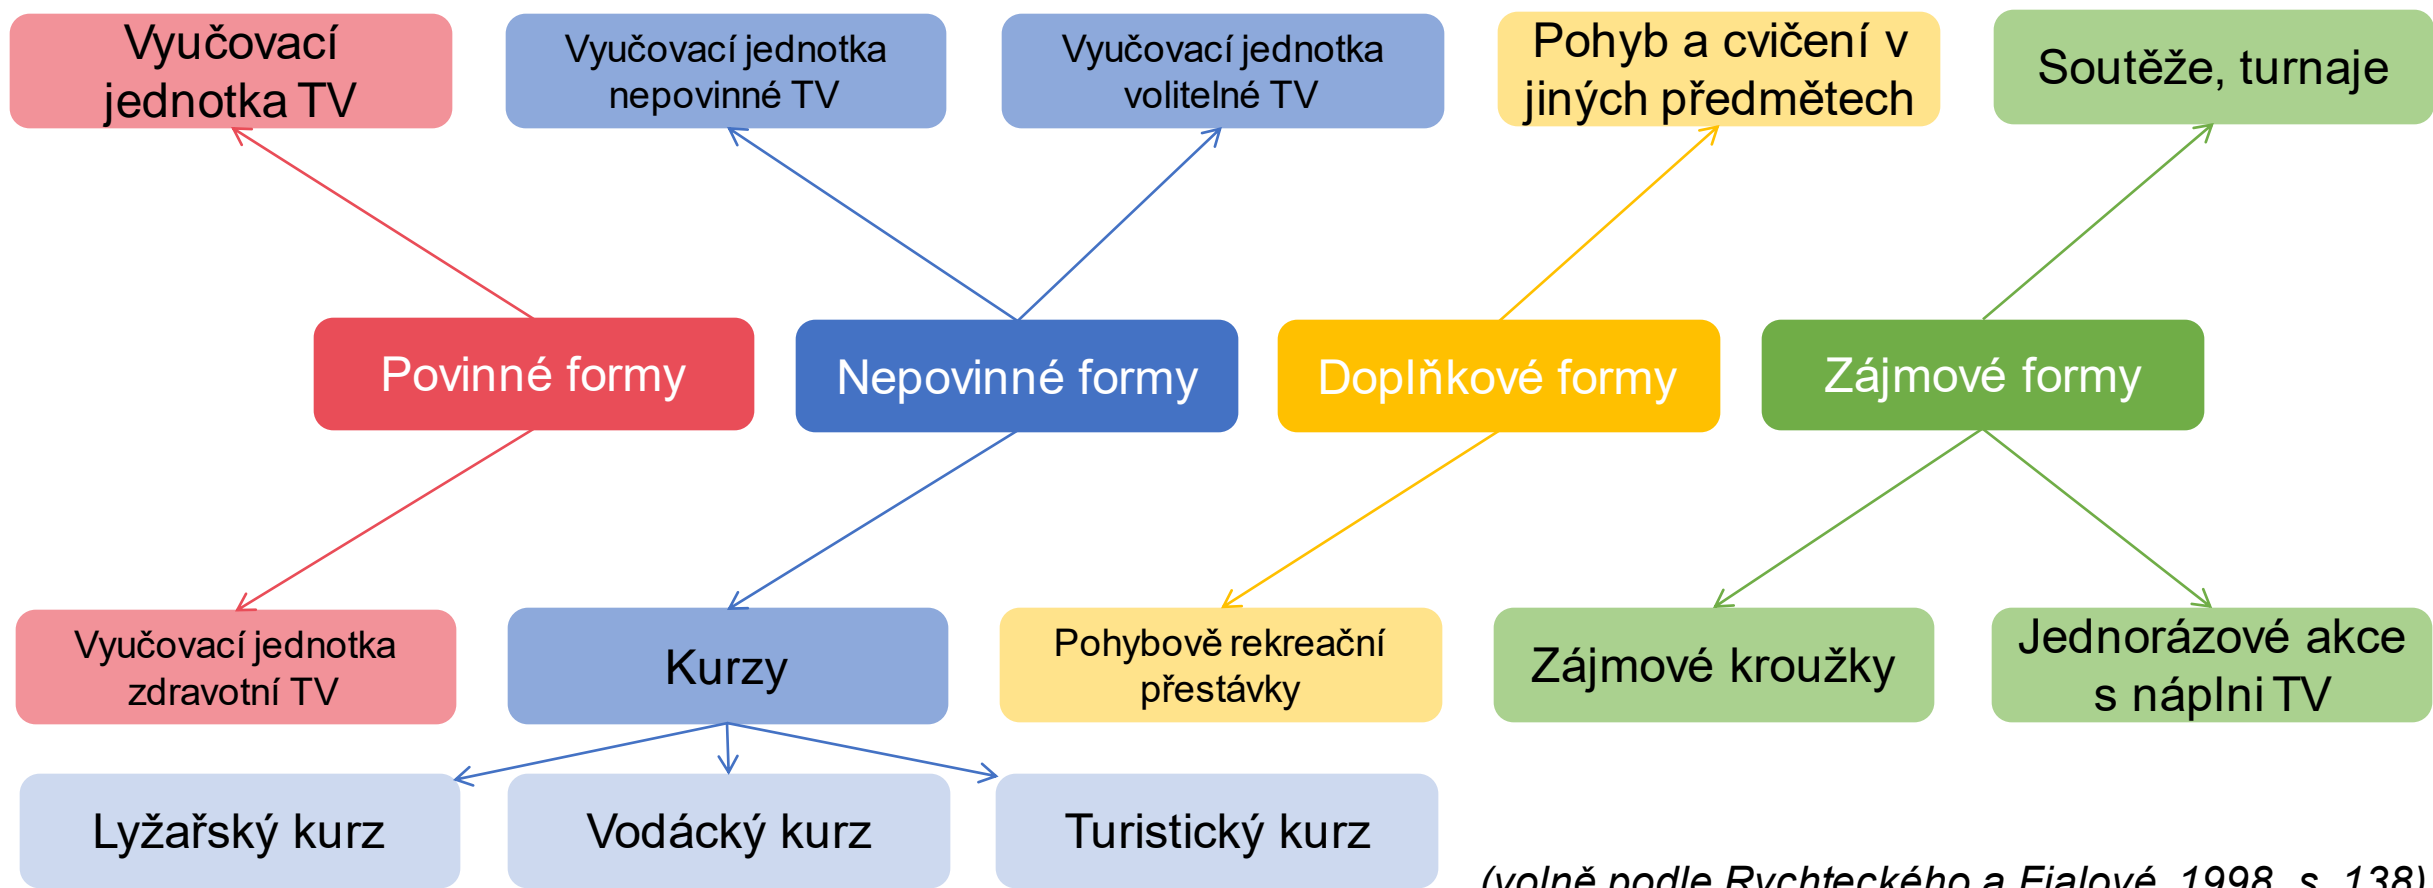 Vyučovací
jednotka TV
Vyučovací jednotka
nepovinné TV
Vyučovací jednotka
volitelné TV
Pohyb a cvičení v
jiných předmětech
Soutěže, turnaje
Povinné formy
Nepovinné formy
Doplňkové formy
Zájmové formy
Vyučovací jednotka
zdravotní TV
Kurzy
Pohybově rekreační
přestávky
Zájmové kroužky
Jednorázové akce
s náplni TV
Lyžařský kurz
Vodácký kurz
Turistický kurz
(volně podle Rychteckého a Fialové, 1998, s. 138)